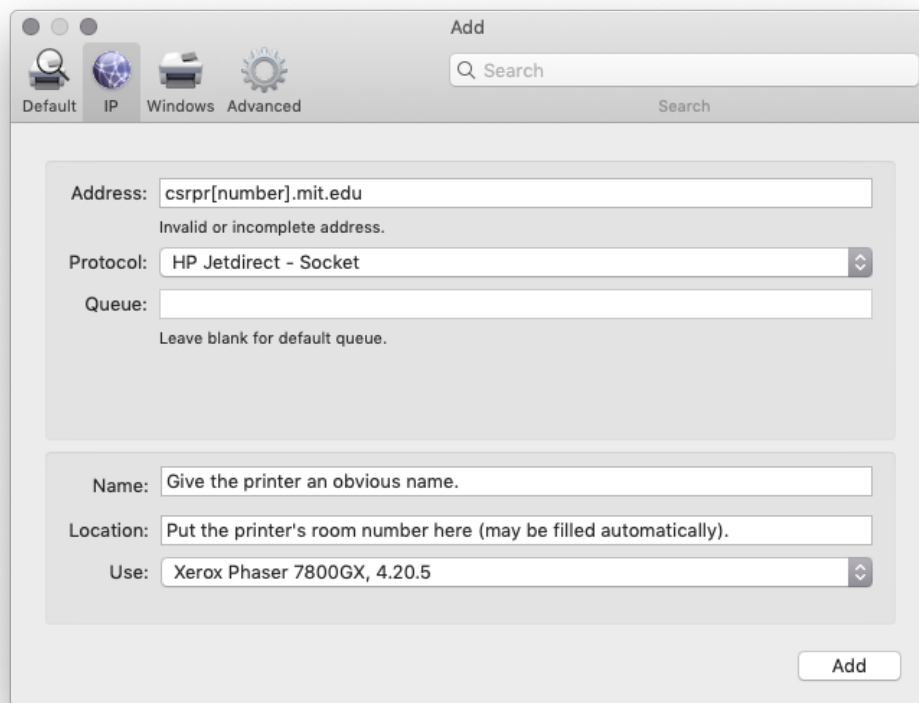 Add
Search
Default IP Windows Advanced
Search
Address: csrpr[number].mit.edu
Invalid or incomplete address.
Protocol: HP Jetdirect - Socket
Queue:
Leave blank for default queue.
Name: Give the printer an obvious name.
Location: Put the printer's room number here (may be filled automatically).
Use: Xerox Phaser 7800GX, 4.20.5
Add